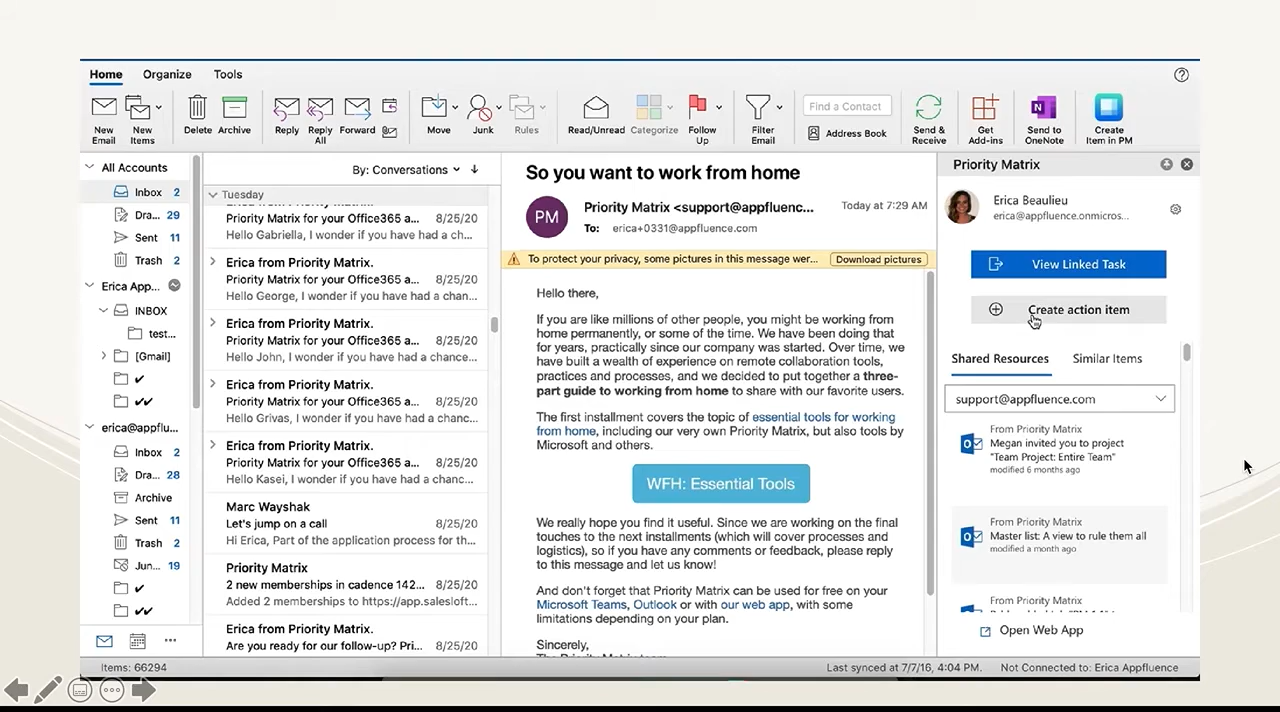 Home Organize Tools
New Email
New Items
Delete
Archive
Reply
Reply All
Forward
Move
Junk
Rules
Read/Unread
Categorize
Follow Up
Filter Email
Find a Contact
Address Book
Send & Receive
Get Add-ins
N
Send to OneNote
Create Item in PM
All Accounts
Inbox 2
Dra... 29
Sent 11
Trash 2
Erica App...
INBOX
test...
[Gmail]
erica@appflu...
Inbox 2
Dra... 28
Archive
Sent 11
Trash 2
Jun... 19
By: Conversations
Tuesday
Priority Matrix for your Office365 a... 8/25/20
Hello Gabriella, I wonder if you have had a ch...
Erica from Priority Matrix.
Priority Matrix for your Office365 a... 8/25/20
Hello George, I wonder if you have had a chan...
Erica from Priority Matrix.
Priority Matrix for your Office365 a... 8/25/20
Hello John, I wonder if you have had a chance...
Erica from Priority Matrix.
Priority Matrix for your Office365 a... 8/25/20
Hello Grivas, I wonder if you have had a chanc...
Erica from Priority Matrix.
Priority Matrix for your Office365 a... 8/25/20
Hello Kasei, I wonder if you have had a chance...
Marc Wayshak
Let's jump on a call 8/25/20
Hi Erica, Part of the application process for th...
Priority Matrix
2 new memberships in cadence 142... 8/25/20
Added 2 memberships to https://app.salesloft...
Erica from Priority Matrix.
Are you ready for our follow-up? Pri... 8/25/20
So you want to work from home
PM
Priority Matrix <support@appfluenc... Today at 7:29 AM
To: erica+0331@appfluence.com
To protect your privacy, some pictures in this message wer... Download pictures
Hello there,
If you are like millions of other people, you might be working from
home permanently, or some of the time. We have been doing that
for years, practically since our company was started. Over time, we
have built a wealth of experience on remote collaboration tools,
practices and processes, and we decided to put together a three-
part guide to working from home to share with our favorite users.
The first installment covers the topic of essential tools for working
from home, including our very own Priority Matrix, but also tools by
Microsoft and others.
WFH: Essential Tools
We really hope you find it useful. Since we are working on the final
touches to the next installments (which will cover processes and
logistics), so if you have any comments or feedback, please reply
to this message and let us know!
And don't forget that Priority Matrix can be used for free on your
Microsoft Teams, Outlook or with our web app, with some
limitations depending on your plan.
Sincerely,
Priority Matrix
Erica Beaulieu
erica@appfluence.onmicros...
View Linked Task
Create action item
Shared Resources Similar Items
support@appfluence.com
From Priority Matrix
Megan invited you to project
"Team Project: Entire Team"
modified 6 months ago
From Priority Matrix
Master list: A view to rule them all
modified a month ago
From Priority Matrix
Open Web App
Items: 66294
Last synced at 7/7/16, 4:04 PM.
Not Connected to: Erica Appfluence